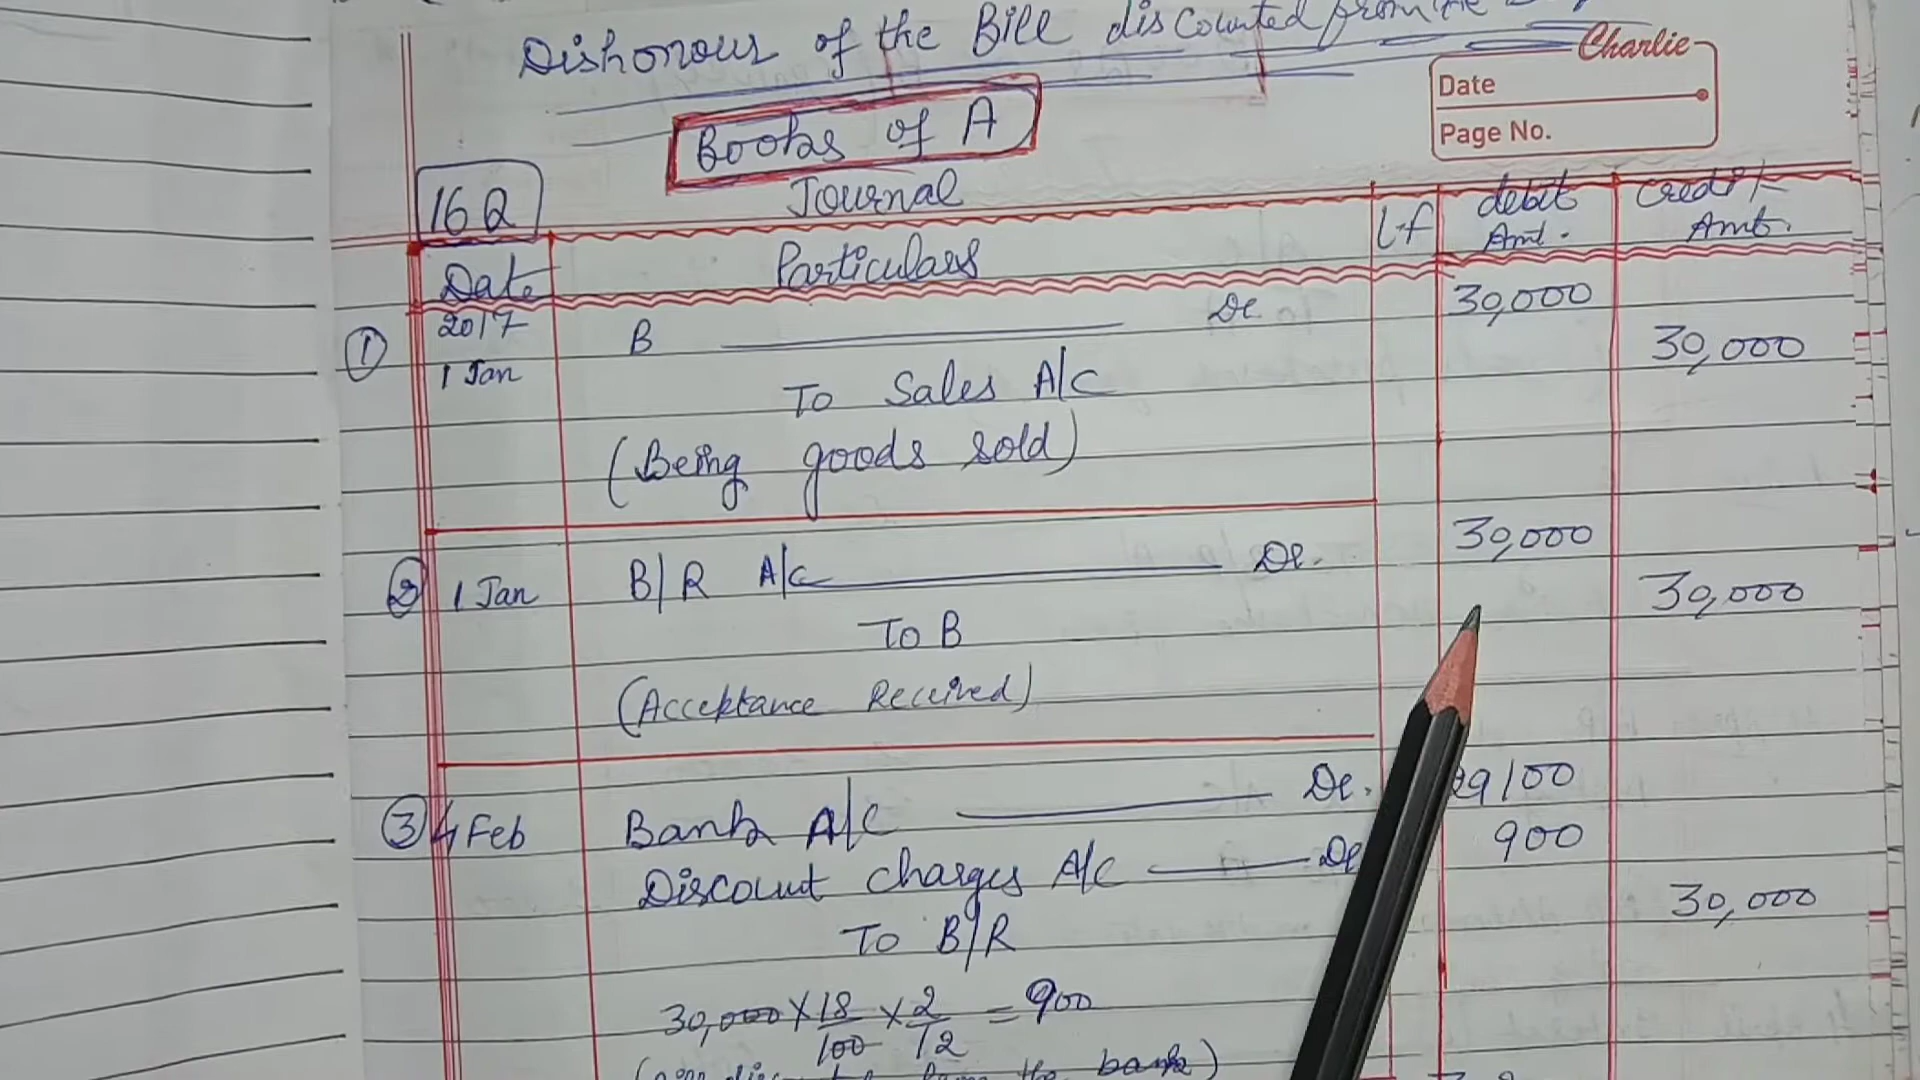 Dishonour of the Bill discounted from the
Charlie
Date
Page No.
Books of A
16 Q
Journal
Date
Particulars
L.f
debit Amt.
Credit Amt.
2017
① 1 Jan
B
Dr.
30,000
To Sales A/c
30,000
(Being goods sold)
② 1 Jan
B/R A/c
Dr.
30,000
To B
30,000
(Acceptance Received)
③ 4 Feb
Bank A/c
Dr.
29100
Discount charges A/c
Dr
900
To B/R
30,000
30,000 × 18/100 × 2/12 = 900
the bank)